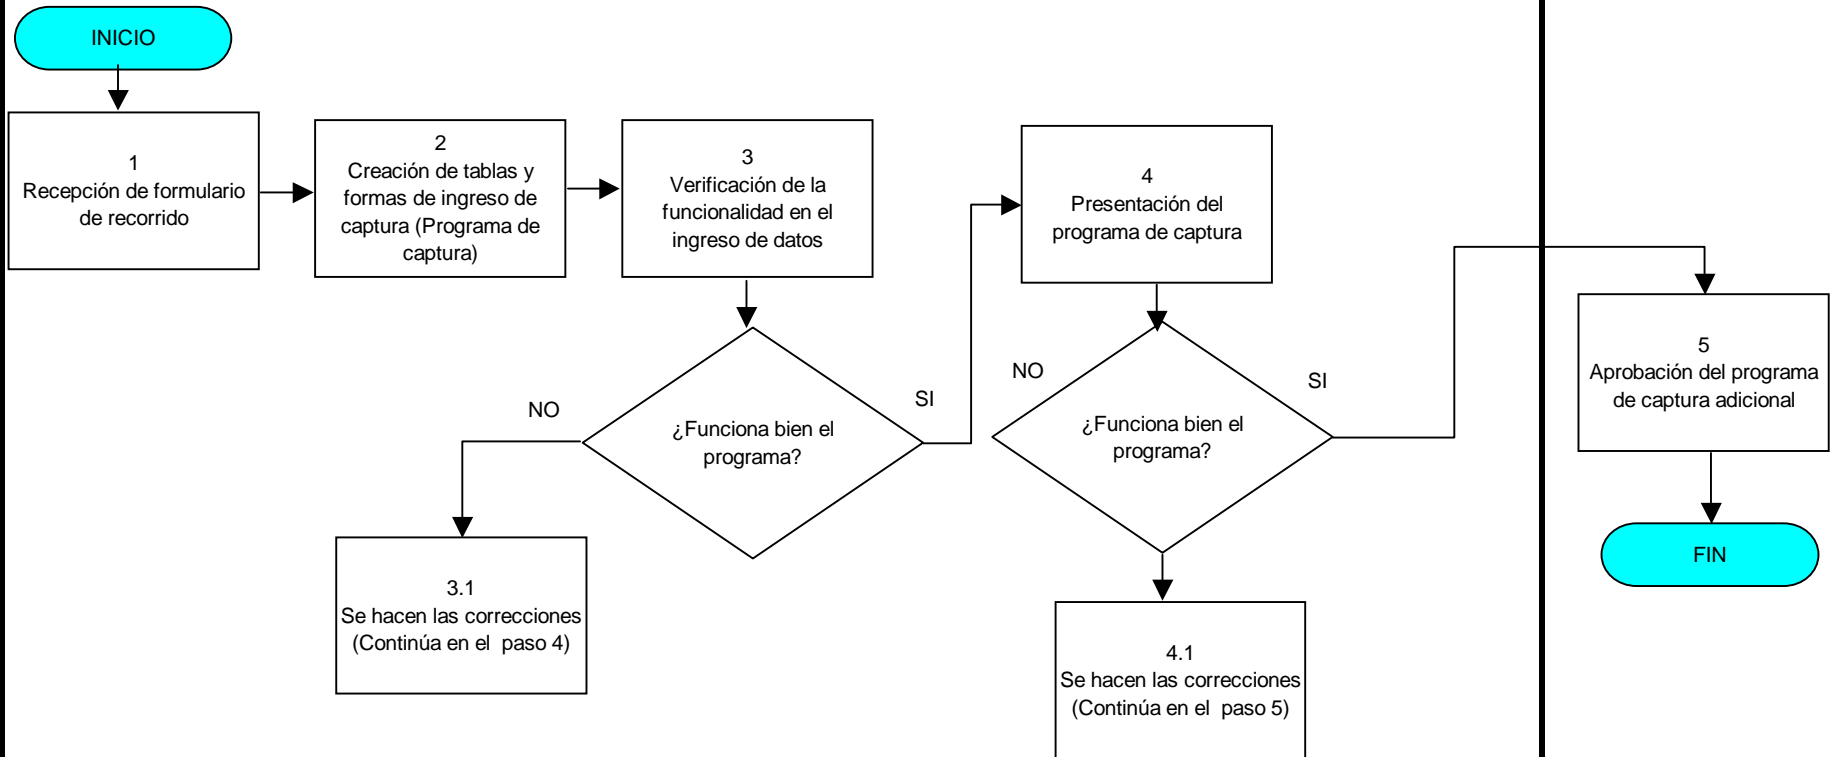 INICIO
1
Recepción de formulario
de recorrido
2
Creación de tablas y
formas de ingreso de
captura (Programa de
captura)
3
Verificación de la
funcionalidad en el
ingreso de datos
4
Presentación del
programa de captura
5
Aprobación del programa
de captura adicional
NO
¿Funciona bien el
programa?
SI
NO
¿Funciona bien el
programa?
SI
3.1
Se hacen las correcciones
(Continúa en el  paso 4)
4.1
Se hacen las correcciones
(Continúa en el  paso 5)
FIN